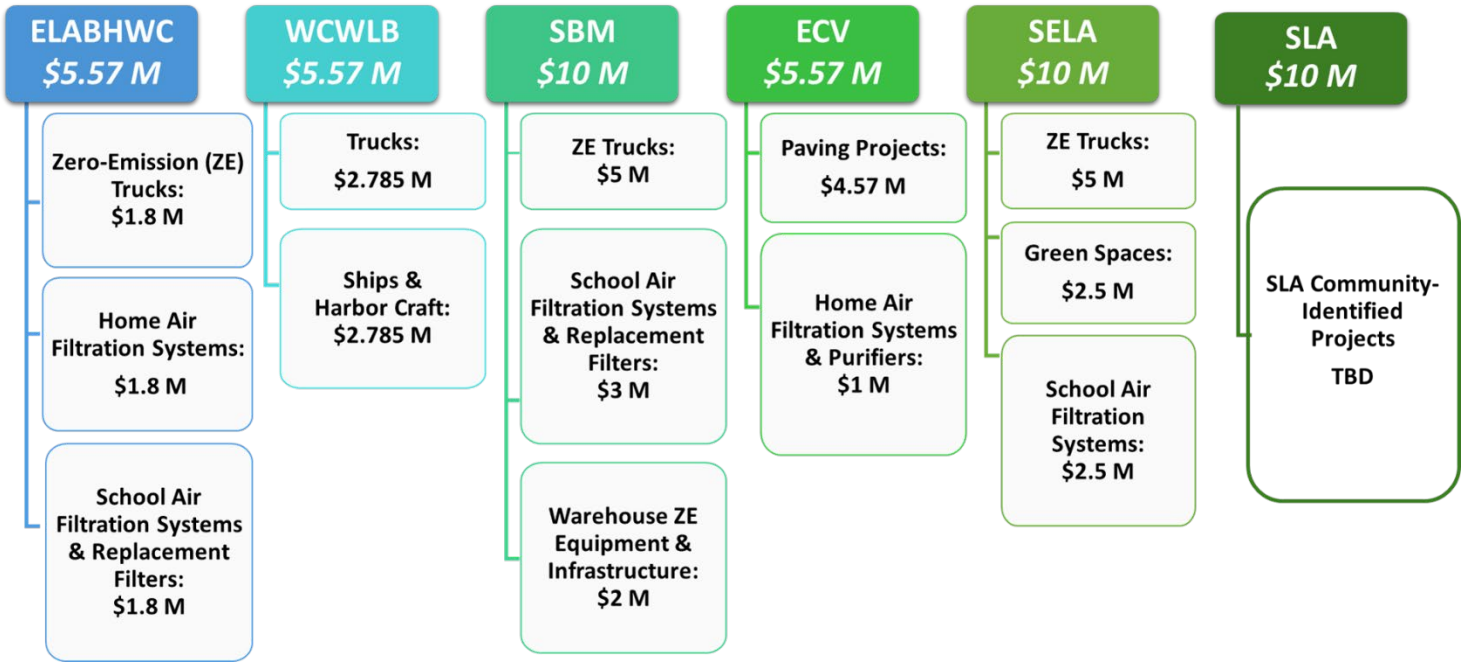 ELABHWC
$5.57 M
Zero-Emission (ZE)
Trucks:
$1.8 M
Home Air
Filtration Systems:
$1.8 M
School Air
Filtration Systems
& Replacement
Filters:
$1.8 M
WCWLB
$5.57 M
Trucks:
$2.785 M
Ships &
Harbor Craft:
$2.785 M
SBM
$10 M
ZE Trucks:
$5 M
School Air
Filtration Systems
& Replacement
Filters:
$3 M
Warehouse ZE
Equipment &
Infrastructure:
$2 M
ECV
$5.57 M
Paving Projects:
$4.57 M
Home Air
Filtration Systems
& Purifiers:
$1 M
SELA
$10 M
ZE Trucks:
$5 M
Green Spaces:
$2.5 M
School Air
Filtration
Systems:
$2.5 M
SLA
$10 M
SLA Community-
Identified
Projects
TBD